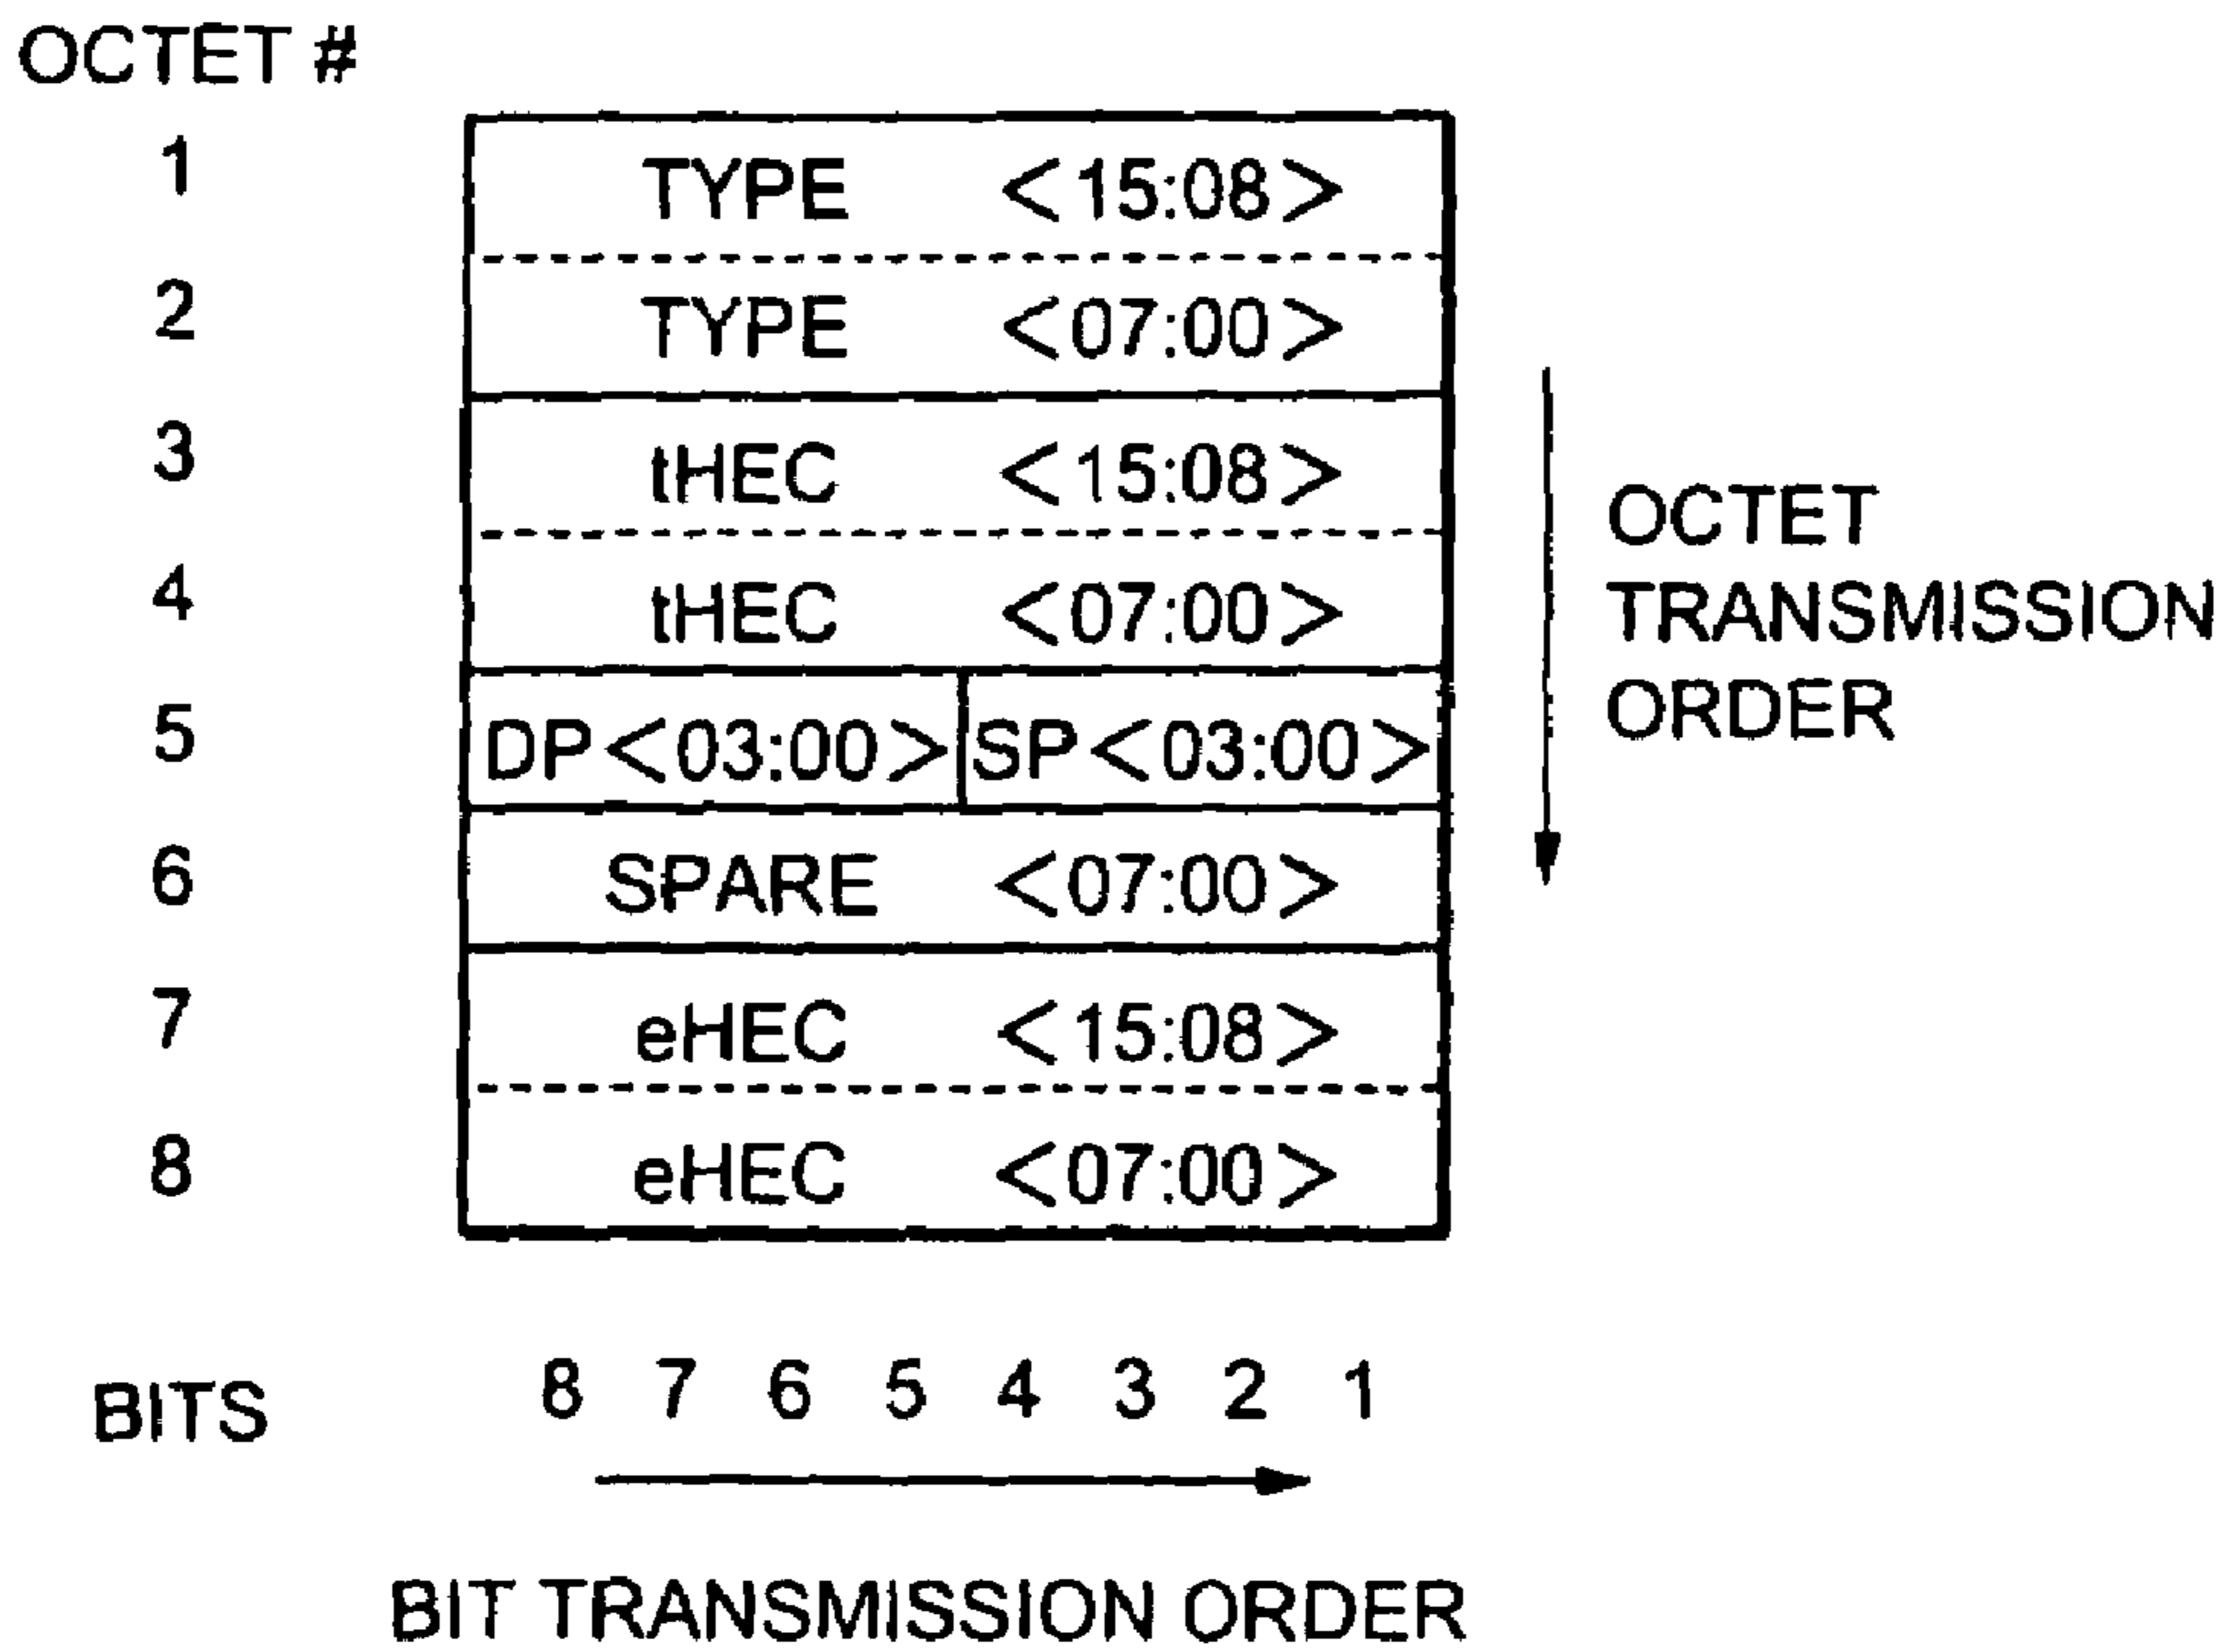 OCTET #
1 TYPE <15:08>
2 TYPE <07:00>
3 tHEC <15:08>
4 tHEC <07:00>
5 DP<03:00> SP<03:00>
6 SPARE <07:00>
7 eHEC <15:08>
8 eHEC <07:00>
OCTET
TRANSMISSION
ORDER
BITS 8 7 6 5 4 3 2 1
BIT TRANSMISSION ORDER